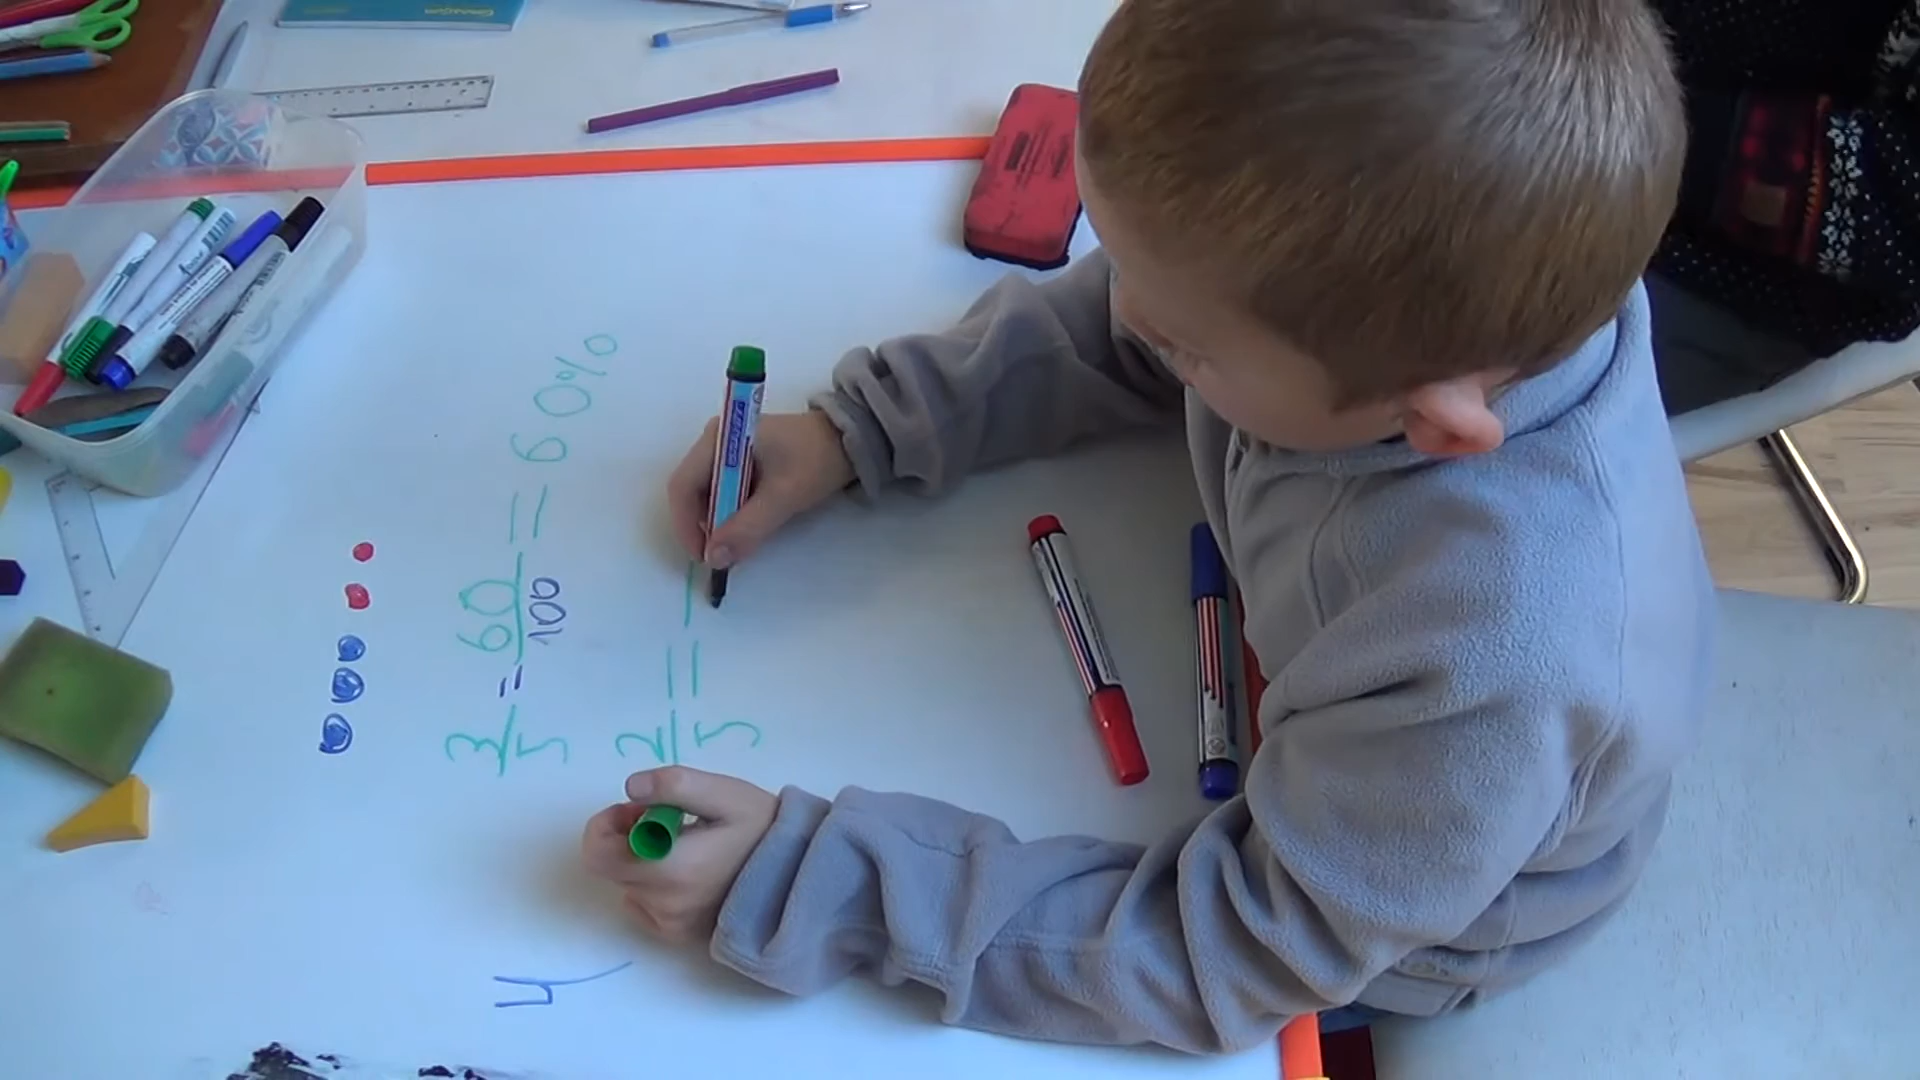 3/5 = 60/100 = 60%
2/5 =
4